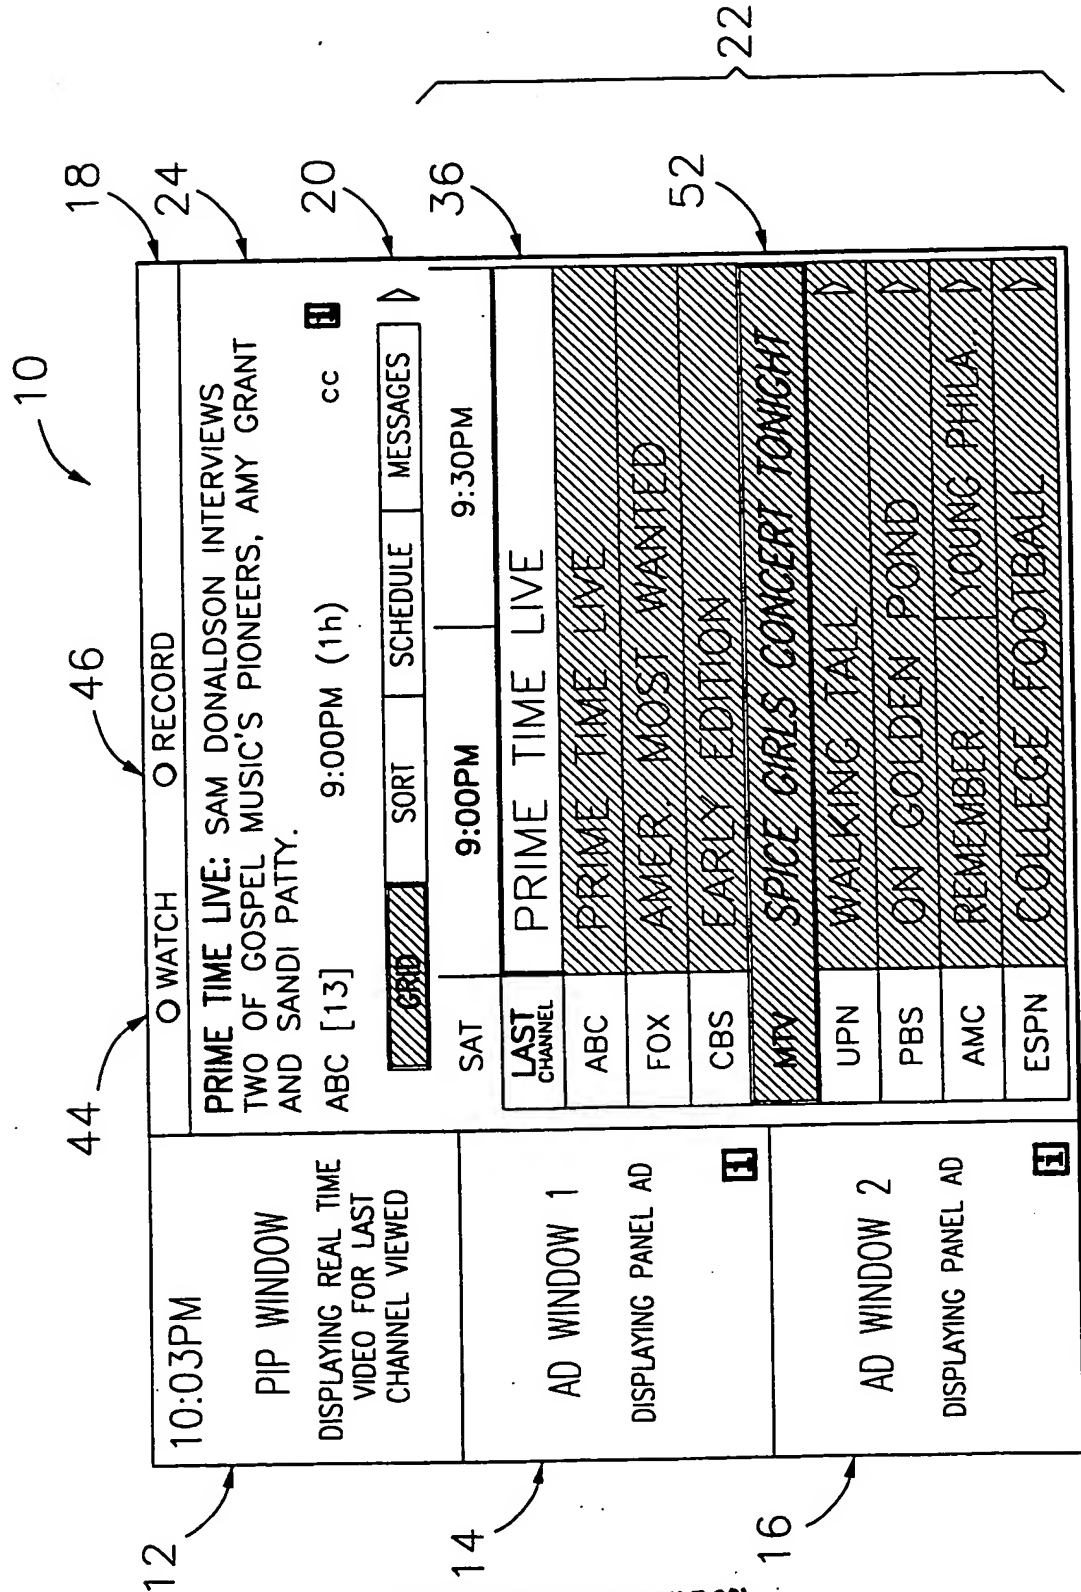 10
44
46
18
24
20
36
52
22
12
14
16
10:03PM
PIP WINDOW
DISPLAYING REAL TIME
VIDEO FOR LAST
CHANNEL VIEWED
AD WINDOW 1
DISPLAYING PANEL AD
i
AD WINDOW 2
DISPLAYING PANEL AD
i
O WATCH O RECORD
PRIME TIME LIVE: SAM DONALDSON INTERVIEWS
TWO OF GOSPEL MUSIC'S PIONEERS, AMY GRANT
AND SANDI PATTY.
ABC [13] 9:00PM (1h) cc i
GRID SORT SCHEDULE MESSAGES
SAT 9:00PM 9:30PM
LAST CHANNEL PRIME TIME LIVE
ABC PRIME TIME LIVE
FOX AMER. MOST WANTED
CBS EARLY EDITION
MTV SPICE GIRLS CONCERT TONIGHT
UPN WALKING TALL
PBS ON GOLDEN POND
AMC REMEMBER... YOUNG PHILA...
ESPN COLLEGE FOOTBALL